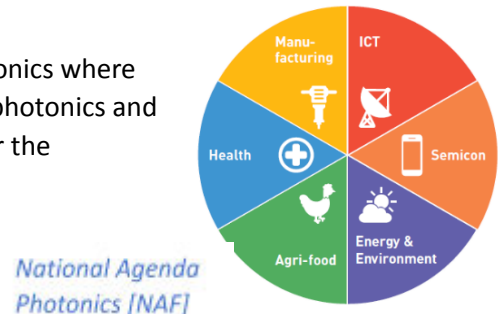 onics where
photonics and
r the
Manu-
facturing
ICT
Health
Semicon
Agri-food
Energy &
Environment
National Agenda
Photonics [NAF]